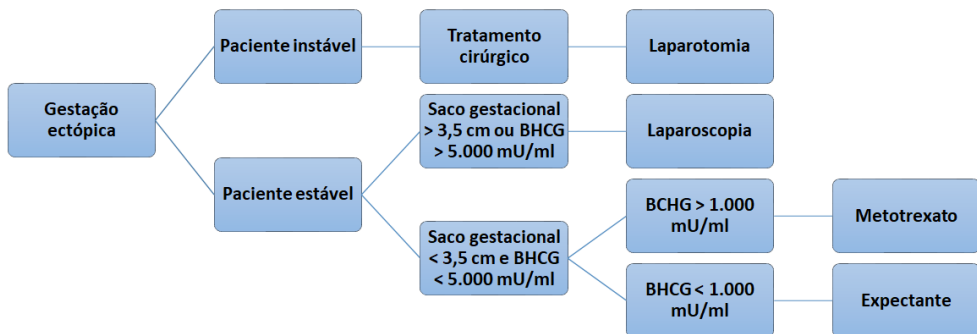 Gestação
ectópica
Paciente instável
Tratamento
cirúrgico
Laparotomia
Paciente estável
Saco gestacional
> 3,5 cm ou BHCG
> 5.000 mU/ml
Laparoscopia
Saco gestacional
< 3,5 cm e BHCG
< 5.000 mU/ml
BCHG > 1.000
mU/ml
Metotrexato
BHCG < 1.000
mU/ml
Expectante